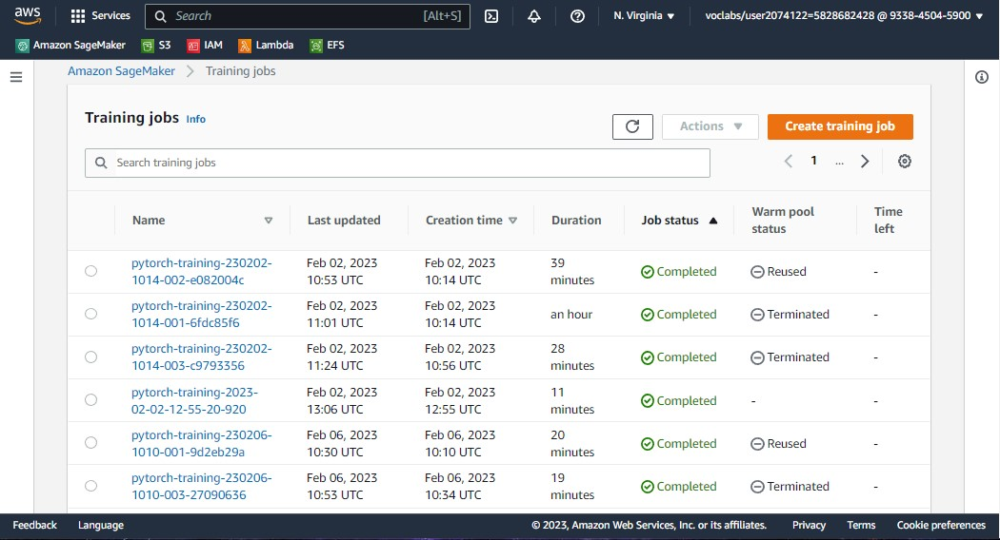 aws
Services
Search [Alt+S]
N. Virginia
voclabs/user2074122=5828682428 @ 9338-4504-5900
Amazon SageMaker S3 IAM Lambda EFS
Amazon SageMaker Training jobs
Training jobs Info
Actions
Create training job
Search training jobs
1 ...
Name Last updated Creation time Duration Job status Warm pool status Time left
pytorch-training-230202-
1014-002-e082004c
Feb 02, 2023
10:53 UTC
Feb 02, 2023
10:14 UTC
39
minutes
Completed
Reused
-
pytorch-training-230202-
1014-001-6fdc85f6
Feb 02, 2023
11:01 UTC
Feb 02, 2023
10:14 UTC
an hour
Completed
Terminated
-
pytorch-training-230202-
1014-003-c9793356
Feb 02, 2023
11:24 UTC
Feb 02, 2023
10:56 UTC
28
minutes
Completed
Terminated
-
pytorch-training-2023-
02-02-12-55-20-920
Feb 02, 2023
13:06 UTC
Feb 02, 2023
12:55 UTC
11
minutes
Completed
-
-
pytorch-training-230206-
1010-001-9d2eb29a
Feb 06, 2023
10:30 UTC
Feb 06, 2023
10:10 UTC
20
minutes
Completed
Reused
-
pytorch-training-230206-
1010-003-27090636
Feb 06, 2023
10:53 UTC
Feb 06, 2023
10:34 UTC
19
minutes
Completed
Terminated
-
Feedback Language © 2023, Amazon Web Services, Inc. or its affiliates. Privacy Terms Cookie preferences